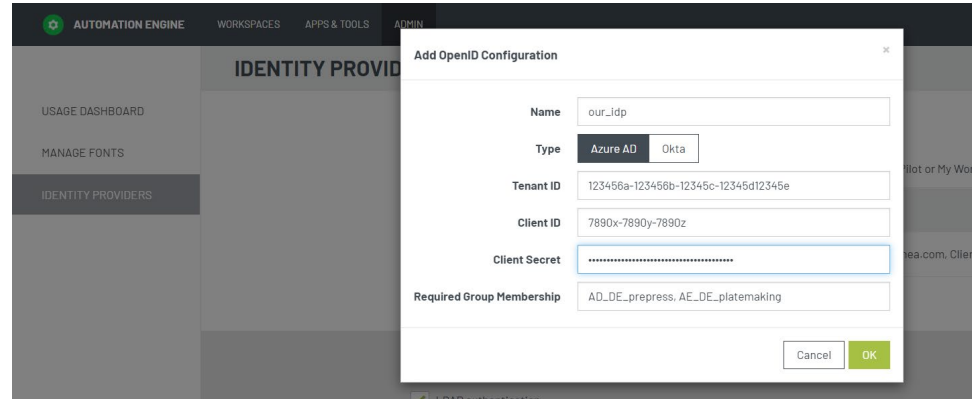 AUTOMATION ENGINE WORKSPACES APPS & TOOLS ADMIN
IDENTITY PROVID
USAGE DASHBOARD
MANAGE FONTS
IDENTITY PROVIDERS
Add OpenID Configuration ×
Name our_idp
Type Azure AD Okta
Tenant ID 123456a-123456b-12345c-12345d12345e
Client ID 7890x-7890y-7890z
Client Secret ••••••••••••••••••••••••••••••••••••••••
Required Group Membership AD_DE_prepress, AE_DE_platemaking
Cancel OK
Pilot or My Wor
nea.com, Clien